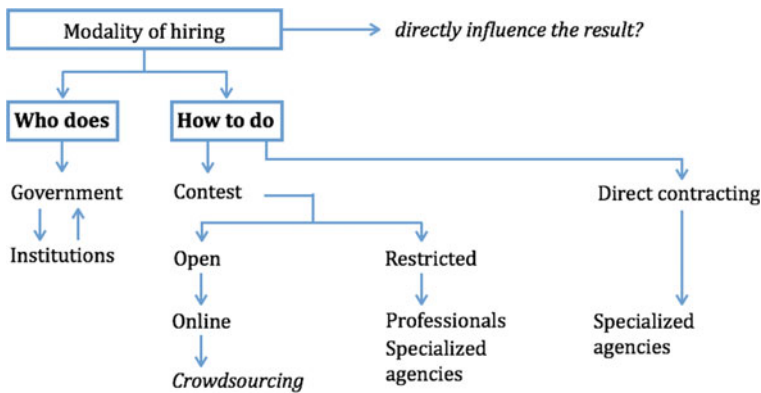 Modality of hiring
directly influence the result?
Who does
How to do
Government
Contest
Direct contracting
Institutions
Open
Restricted
Online
Professionals
Specialized
agencies
Specialized
agencies
Crowdsourcing